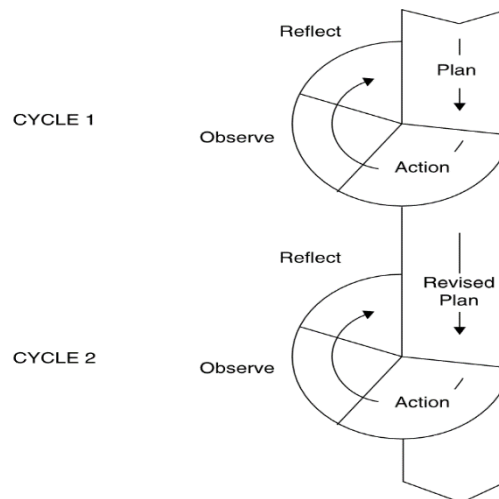 Reflect
Plan
CYCLE 1
Observe
Action
Reflect
Revised
Plan
CYCLE 2
Observe
Action